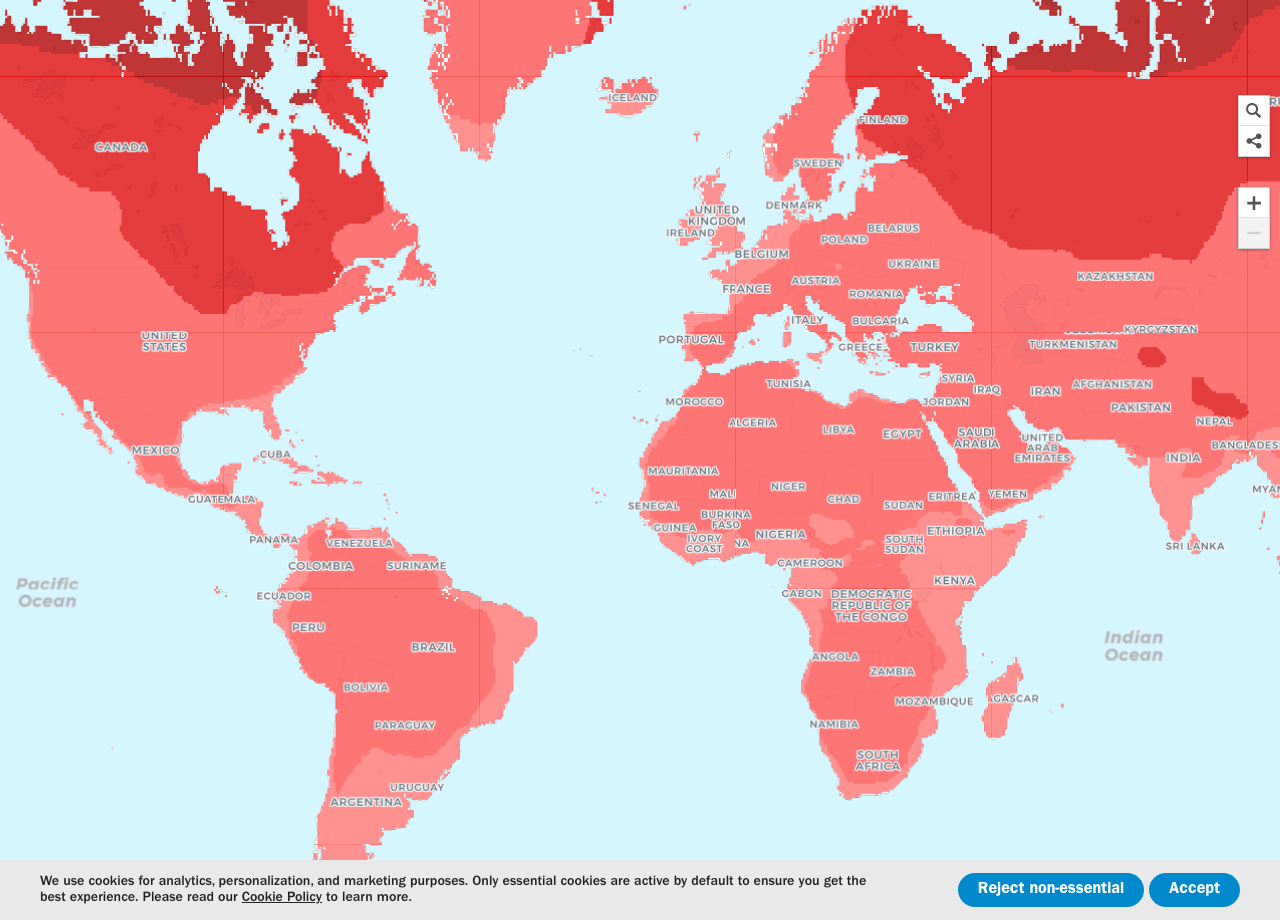 ICELAND
FINLAND
CANADA
SWEDEN
DENMARK
UNITED
KINGDOM
IRELAND
BELARUS
POLAND
BELGIUM
UKRAINE
KAZAKHSTAN
AUSTRIA
FRANCE
ROMANIA
ITALY
BULGARIA
KYRGYZSTAN
UNITED
STATES
PORTUGAL
GREECE
TURKEY
TURKMENISTAN
TUNISIA
SYRIA
IRAQ
IRAN
AFGHANISTAN
MOROCCO
JORDAN
PAKISTAN
ALGERIA
LIBYA
EGYPT
SAUDI
ARABIA
NEPAL
UNITED
ARAB
EMIRATES
BANGLADES
MEXICO
CUBA
INDIA
MAURITANIA
NIGER
MYAN
GUATEMALA
MALI
CHAD
SUDAN
ERITREA
YEMEN
SENEGAL
BURKINA
FASO
GUINEA
IVORY
COAST
NA
NIGERIA
ETHIOPIA
PANAMA
VENEZUELA
SOUTH
SUDAN
SRI LANKA
COLOMBIA
SURINAME
CAMEROON
KENYA
Pacific
Ocean
ECUADOR
GABON
DEMOCRATIC
REPUBLIC OF
THE CONGO
PERU
BRAZIL
Indian
Ocean
ANGOLA
ZAMBIA
BOLIVIA
MOZAMBIQUE
GASCAR
PARAGUAY
NAMIBIA
SOUTH
AFRICA
URUGUAY
ARGENTINA
We use cookies for analytics, personalization, and marketing purposes. Only essential cookies are active by default to ensure you get the
best experience. Please read our Cookie Policy to learn more.
Reject non-essential
Accept